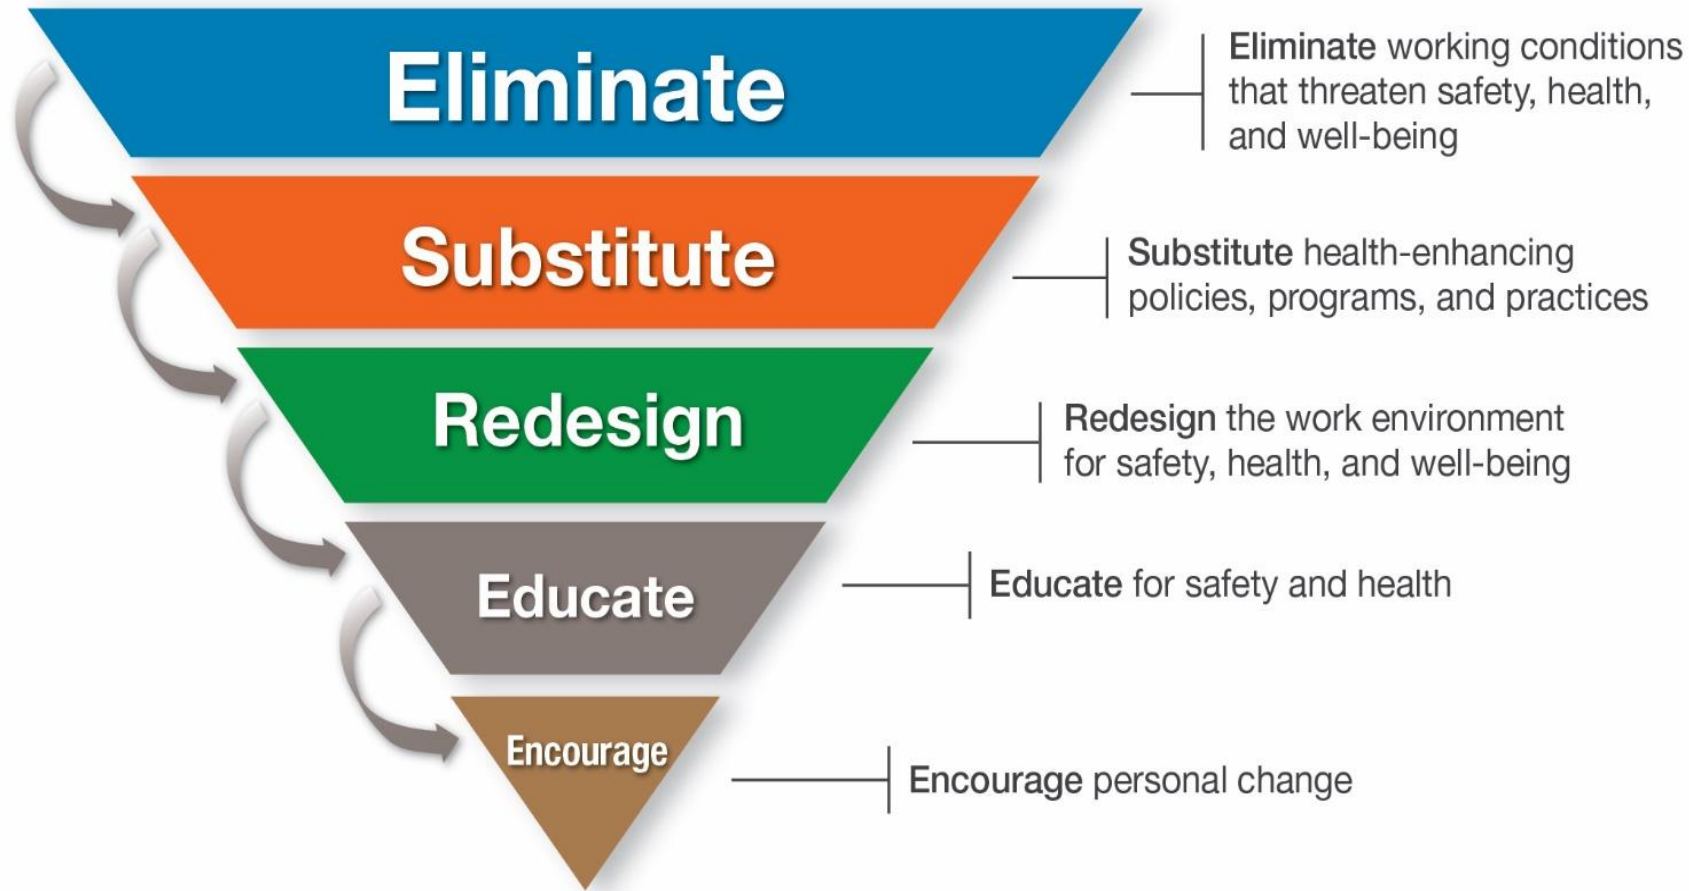 Eliminate
Eliminate working conditions
that threaten safety, health,
and well-being
Substitute
Substitute health-enhancing
policies, programs, and practices
Redesign
Redesign the work environment
for safety, health, and well-being
Educate
Educate for safety and health
Encourage
Encourage personal change